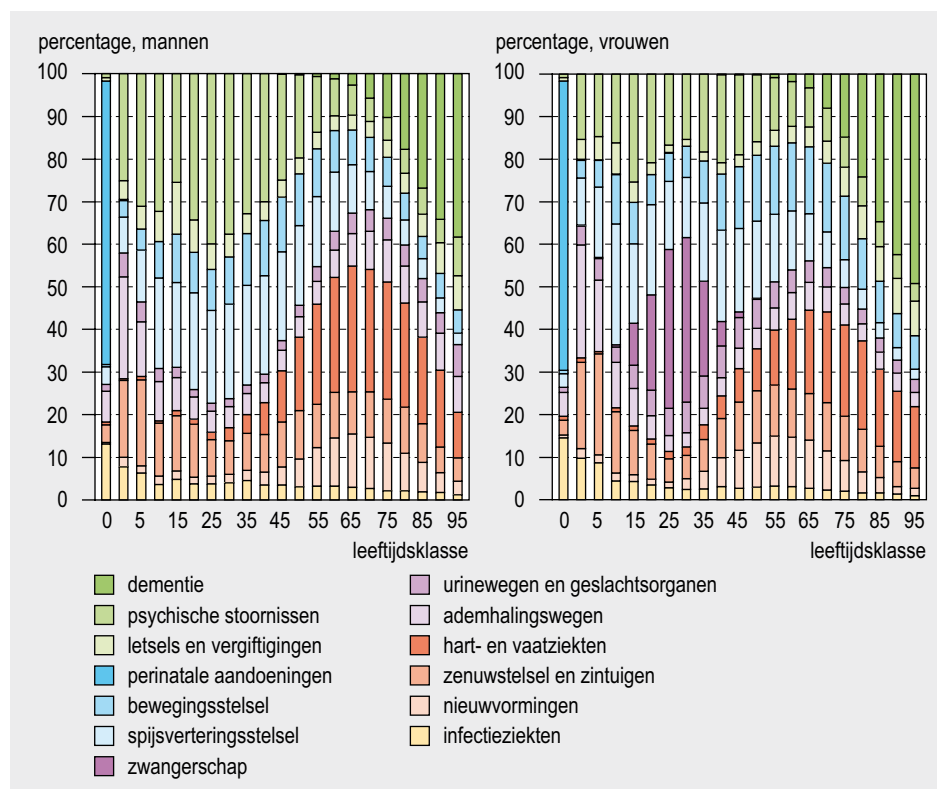 percentage, mannen
100
90
80
70
60
50
40
30
20
10
0
0 5 15 25 35 45 55 65 75 85 95
leeftijdsklasse
percentage, vrouwen
100
90
80
70
60
50
40
30
20
10
0
0 5 15 25 35 45 55 65 75 85 95
leeftijdsklasse
dementie
psychische stoornissen
letsels en vergiftigingen
perinatale aandoeningen
bewegingsstelsel
spijsverteringsstelsel
zwangerschap
urinewegen en geslachtsorganen
ademhalingswegen
hart- en vaatziekten
zenuwstelsel en zintuigen
nieuwvormingen
infectieziekten